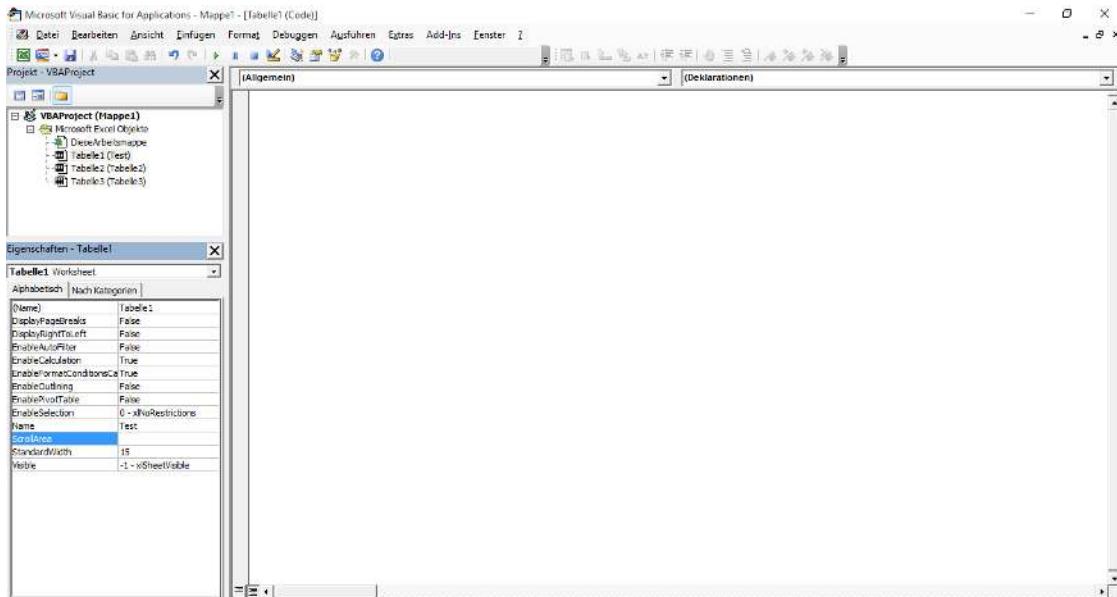 Microsoft Visual Basic for Applications - Mappe1 - [Tabelle1 (Code)]
Datei Bearbeiten Ansicht Einfügen Format Debuggen Ausführen Extras Add-Ins Fenster ?
Projekt - VBAProject
(Allgemein) (Deklarationen)
VBAProject (Mappe1)
Microsoft Excel Objekte
DieseArbeitsmappe
Tabelle1 (Test)
Tabelle2 (Tabelle2)
Tabelle3 (Tabelle3)
Eigenschaften - Tabelle1
Tabelle1 Worksheet
Alphabetisch Nach Kategorien
(Name) Tabelle1
DisplayPageBreaks False
DisplayRightToLeft False
EnableAutoFilter False
EnableCalculation True
EnableFormatConditionsCa True
EnableOutlining False
EnablePivotTable False
EnableSelection 0 - xlNoRestrictions
Name Test
ScrollArea
StandardWidth 15
Visible -1 - xlSheetVisible